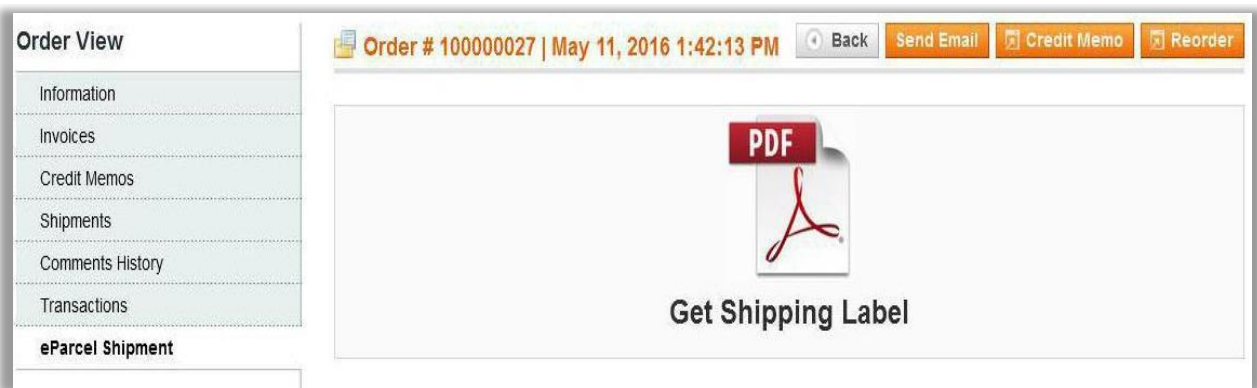 Order View
Information
Invoices
Credit Memos
Shipments
Comments History
Transactions
eParcel Shipment
Order # 100000027 | May 11, 2016 1:42:13 PM
Back
Send Email
Credit Memo
Reorder
PDF
Get Shipping Label